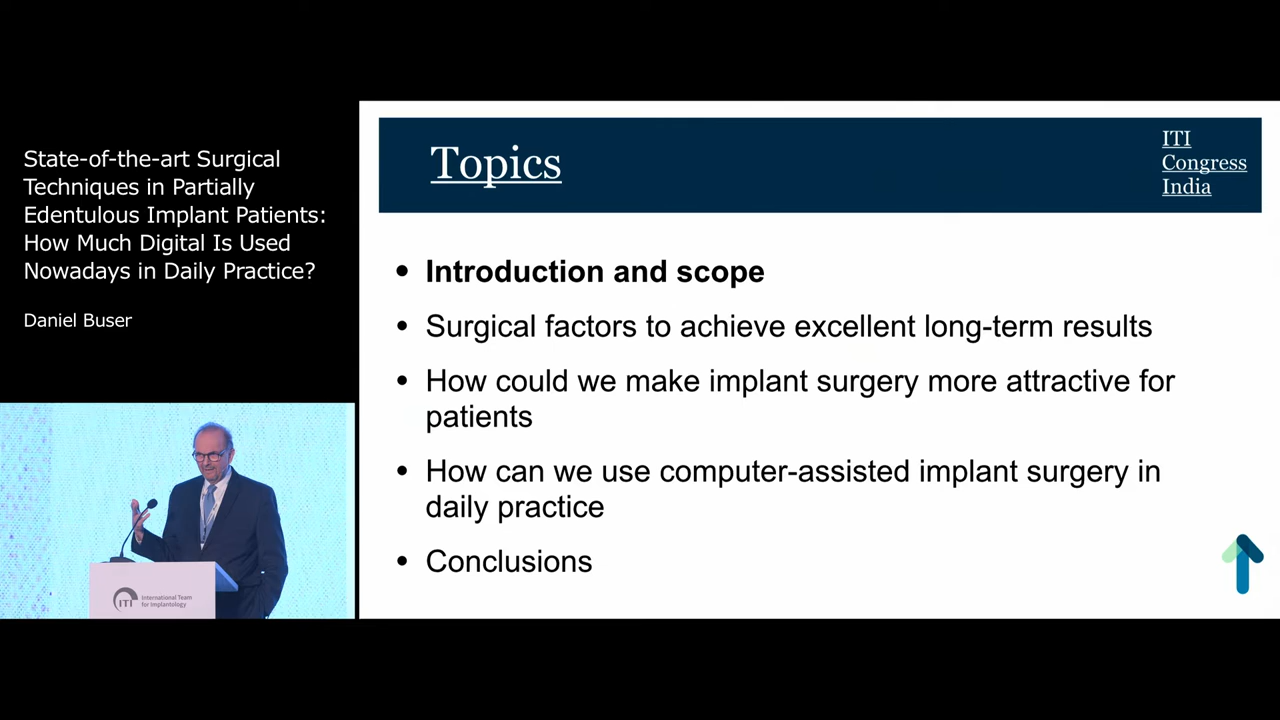 State-of-the-art Surgical
Techniques in Partially
Edentulous Implant Patients:
How Much Digital Is Used
Nowadays in Daily Practice?
Daniel Buser
Topics
ITI
Congress
India
• Introduction and scope
• Surgical factors to achieve excellent long-term results
• How could we make implant surgery more attractive for
patients
• How can we use computer-assisted implant surgery in
daily practice
• Conclusions
ITI
International Team
for Implantology